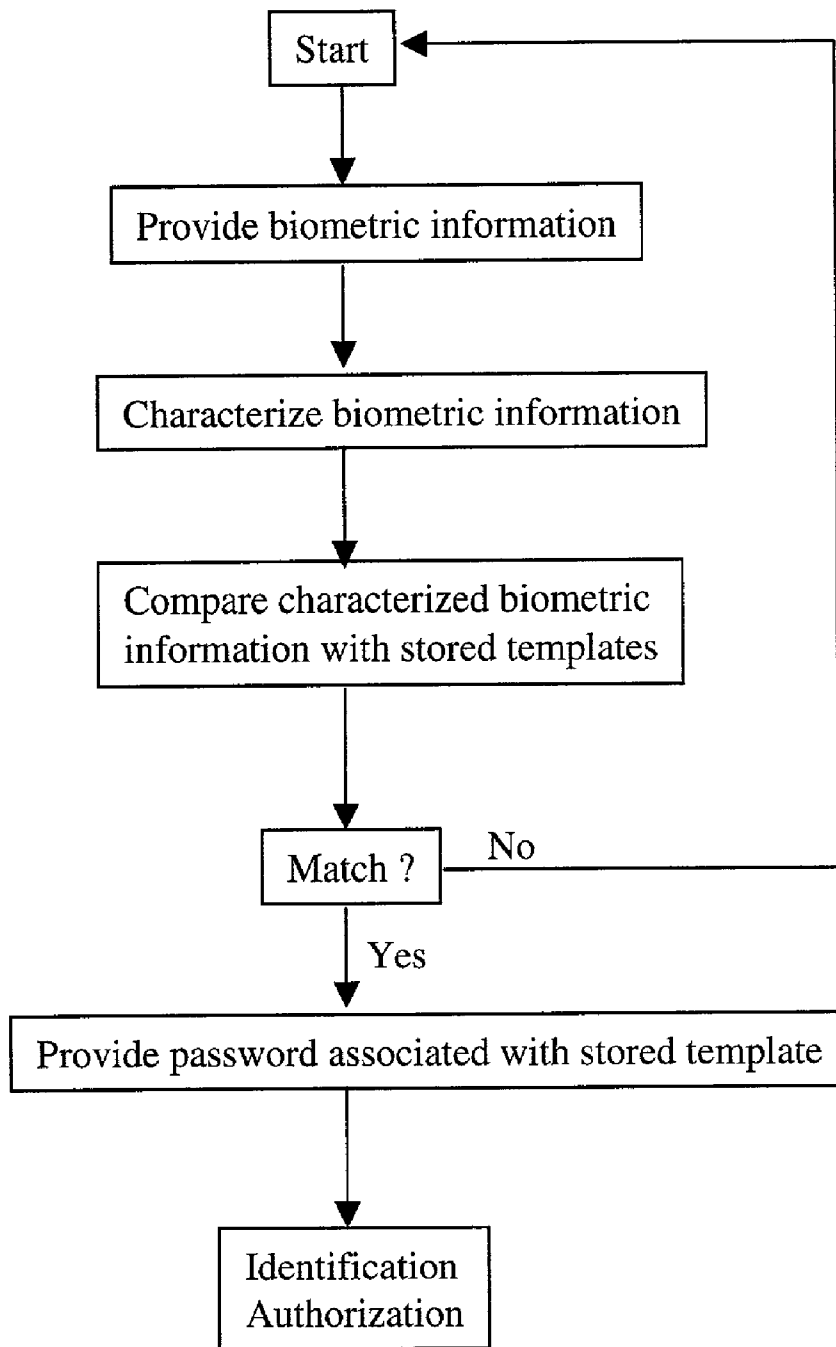 Start
Provide biometric information
Characterize biometric information
Compare characterized biometric
information with stored templates
Match ?
No
Yes
Provide password associated with stored template
Identification
Authorization